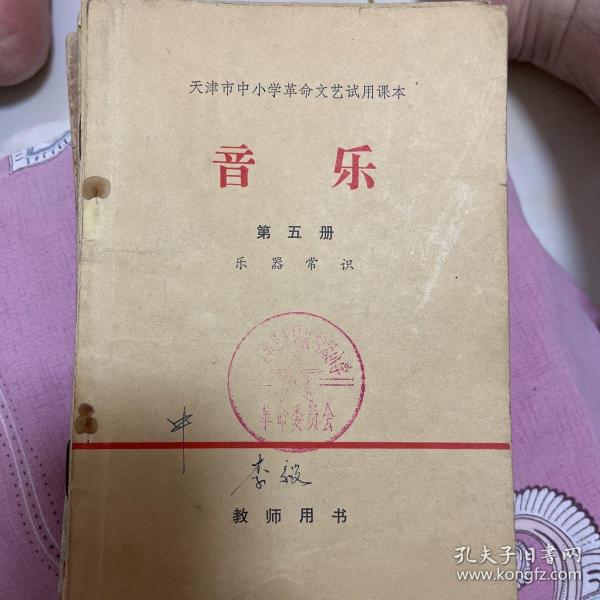 天津市中小学革命文艺试用课本
音乐
第五册
乐器常识
革命委员会
李毅
教师用书
孔夫子旧书网
www.kongfz.com